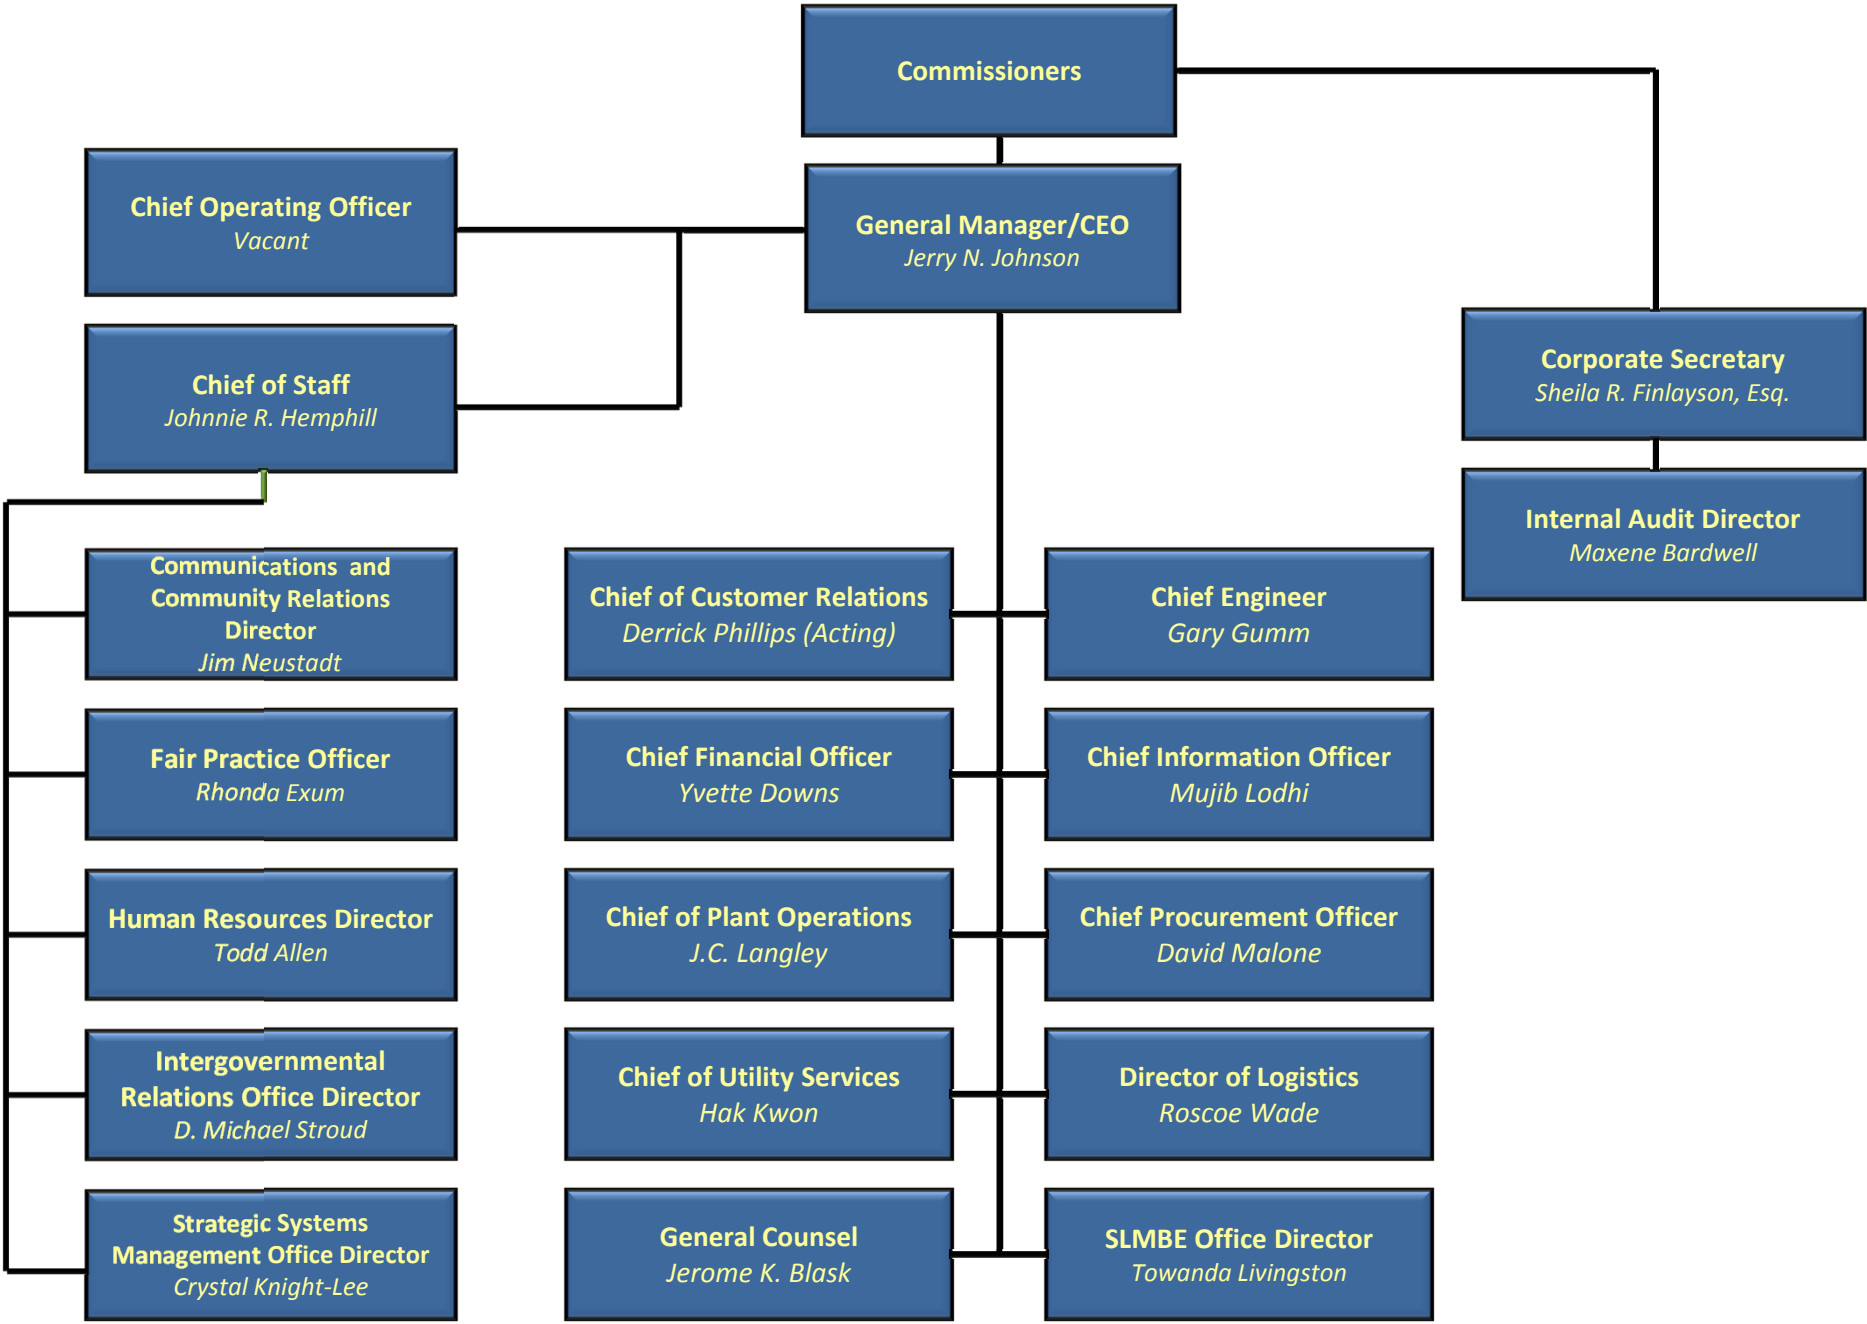 Commissioners
General Manager/CEO
Jerry N. Johnson
Chief Operating Officer
Vacant
Chief of Staff
Johnnie R. Hemphill
Corporate Secretary
Sheila R. Finlayson, Esq.
Internal Audit Director
Maxene Bardwell
Communications and
Community Relations
Director
Jim Neustadt
Fair Practice Officer
Rhonda Exum
Human Resources Director
Todd Allen
Intergovernmental
Relations Office Director
D. Michael Stroud
Strategic Systems
Management Office Director
Crystal Knight-Lee
Chief of Customer Relations
Derrick Phillips (Acting)
Chief Financial Officer
Yvette Downs
Chief of Plant Operations
J.C. Langley
Chief of Utility Services
Hak Kwon
General Counsel
Jerome K. Blask
Chief Engineer
Gary Gumm
Chief Information Officer
Mujib Lodhi
Chief Procurement Officer
David Malone
Director of Logistics
Roscoe Wade
SLMBE Office Director
Towanda Livingston